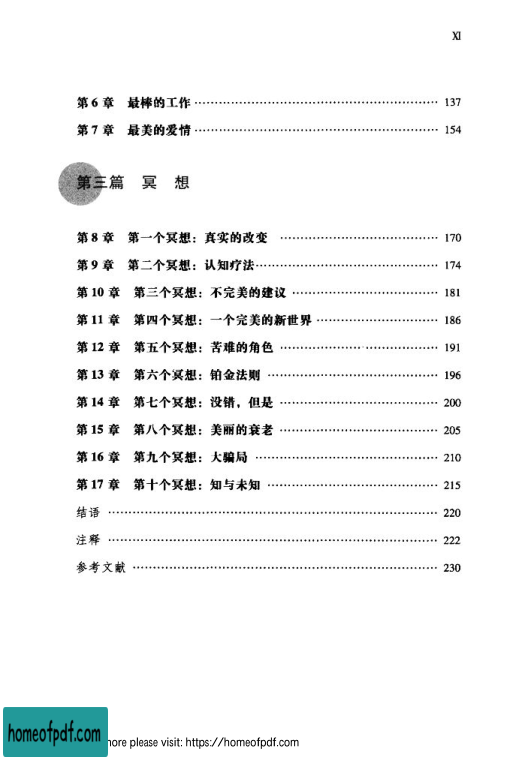 XI
第 6 章 最棒的工作 137
第 7 章 最美的爱情 154
第三篇 冥 想
第 8 章 第一个冥想：真实的改变 170
第 9 章 第二个冥想：认知疗法 174
第 10 章 第三个冥想：不完美的建议 181
第 11 章 第四个冥想：一个完美的新世界 186
第 12 章 第五个冥想：苦难的角色 191
第 13 章 第六个冥想：铂金法则 196
第 14 章 第七个冥想：没错，但是 200
第 15 章 第八个冥想：美丽的衰老 205
第 16 章 第九个冥想：大骗局 210
第 17 章 第十个冥想：知与未知 215
结语 220
注释 222
参考文献 230
homeofpdf.com
more please visit: https://homeofpdf.com